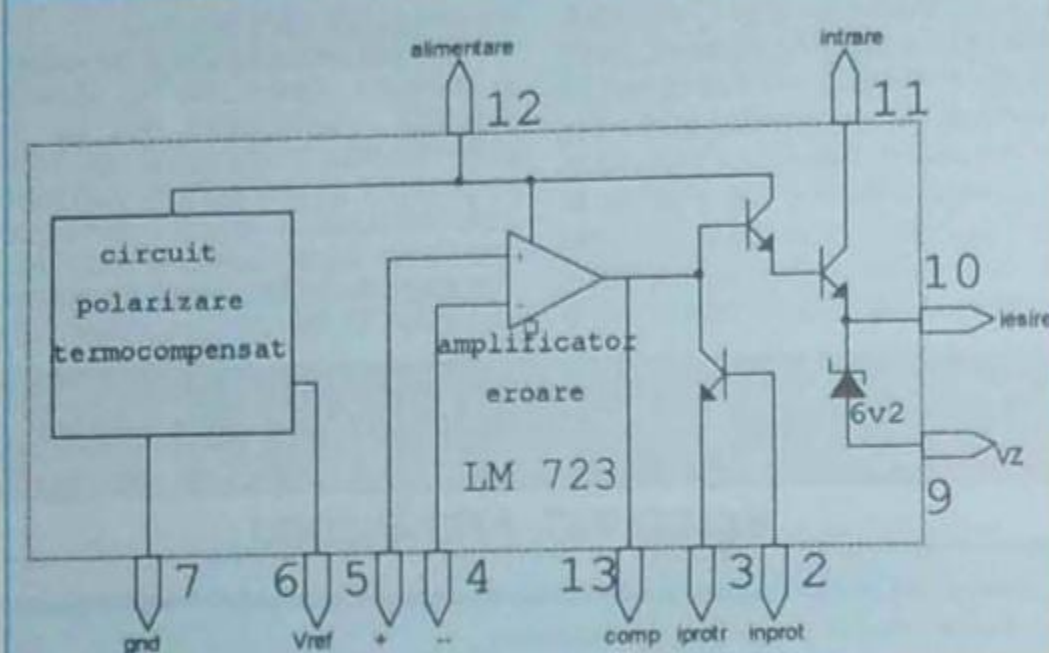 alimentare
intrare
12
11
circuit
polarizare
termocompensat
+
-
amplificator
eroare
10
iesire
6v2
LM 723
VZ
9
7
6
5
4
13
3
2
gnd
Vref
+
--
comp
iprotr
inprot